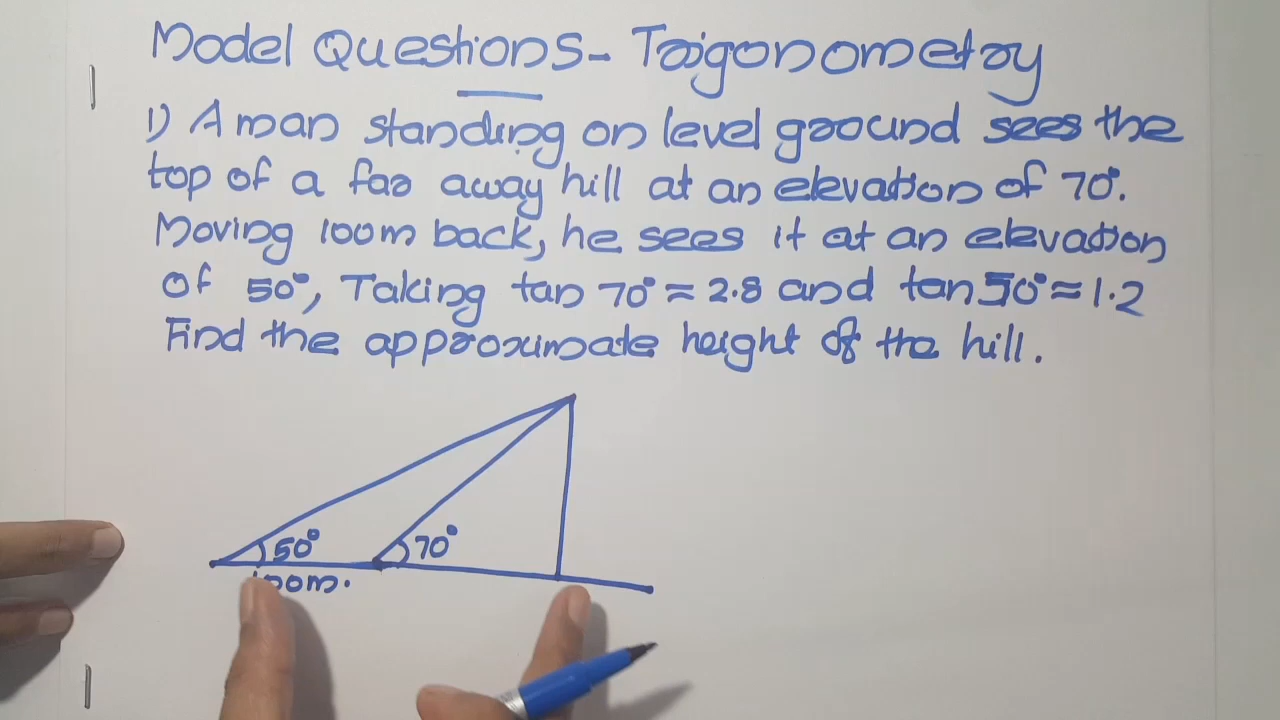 Model Questions- Trigonometry
1) A man standing on level ground sees the
top of a far away hill at an elevation of 70°.
Moving 100m back, he sees it at an elevation
of 50°, Taking tan 70° ≈ 2.8 and tan 50° ≈ 1.2
Find the approximate height of the hill.
50° 70°
100m.